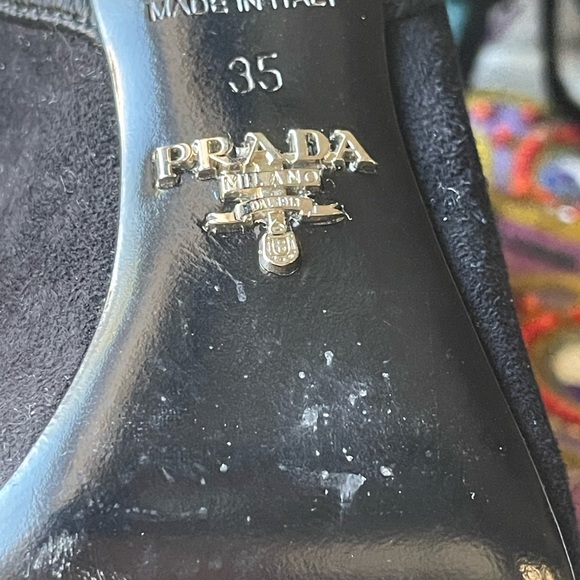 MADE IN ITALY
35
PRADA
MILANO
DAL 1913